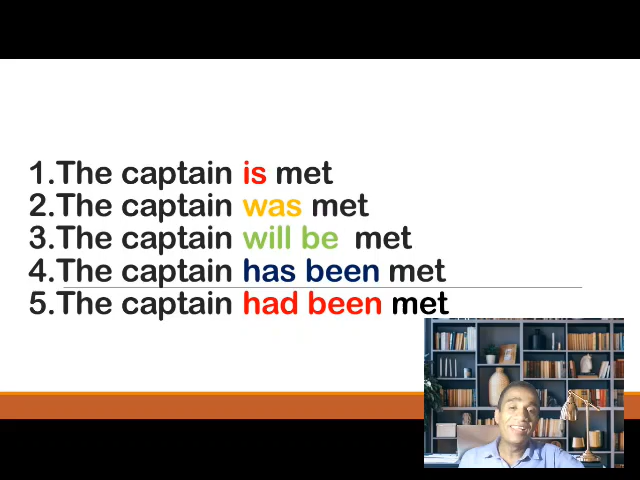 1.The captain is met
2.The captain was met
3.The captain will be met
4.The captain has been met
5.The captain had been met